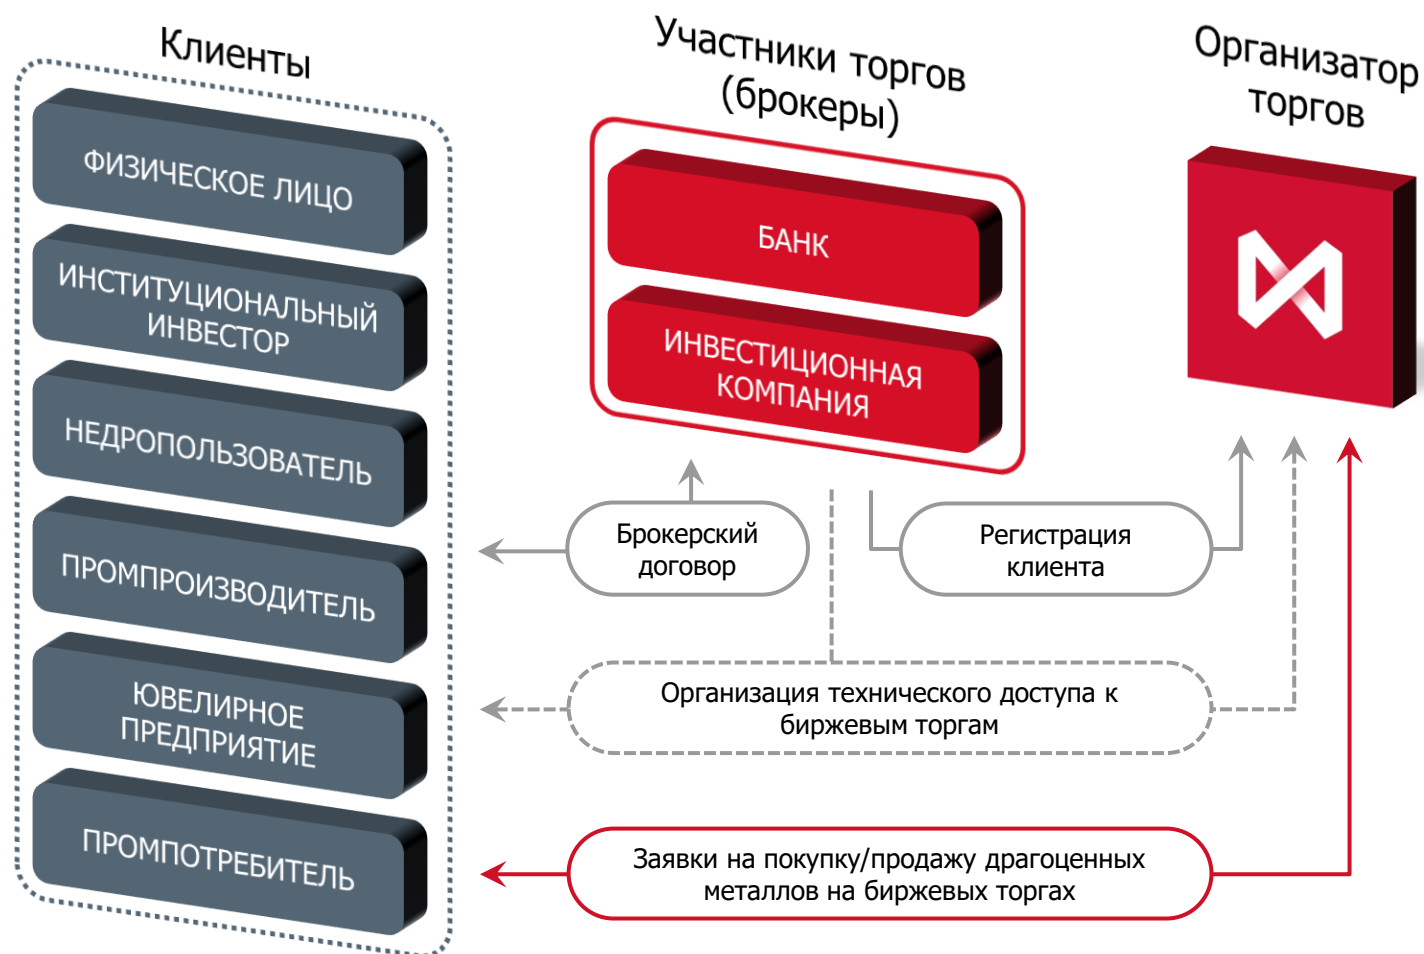 Клиенты
ФИЗИЧЕСКОЕ ЛИЦО
ИНСТИТУЦИОНАЛЬНЫЙ
ИНВЕСТОР
НЕДРОПОЛЬЗОВАТЕЛЬ
ПРОМПРОИЗВОДИТЕЛЬ
ЮВЕЛИРНОЕ
ПРЕДПРИЯТИЕ
ПРОМПОТРЕБИТЕЛЬ
Участники торгов
(брокеры)
БАНК
ИНВЕСТИЦИОННАЯ
КОМПАНИЯ
Организатор
торгов
Брокерский
договор
Регистрация
клиента
Организация технического доступа к
биржевым торгам
Заявки на покупку/продажу драгоценных
металлов на биржевых торгах